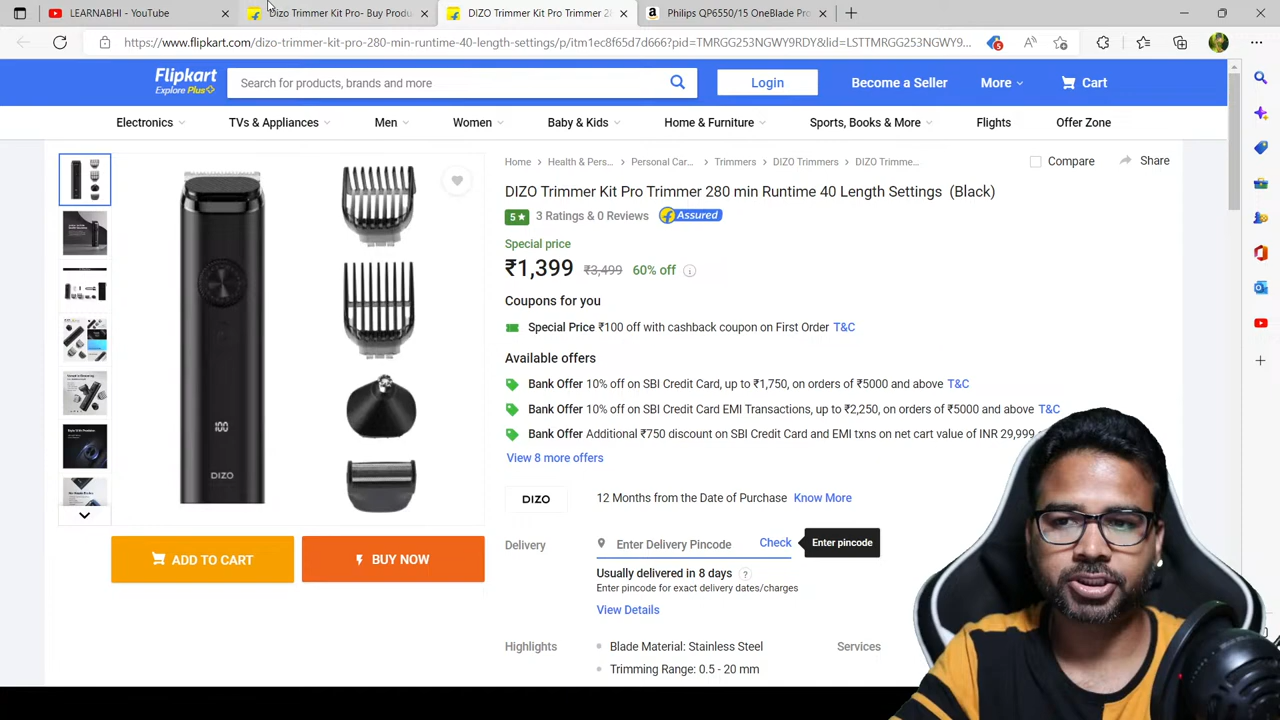 LEARNABHI - YouTube
Dizo Trimmer Kit Pro- Buy Produ
DIZO Trimmer Kit Pro Trimmer 2
Philips QP6550/15 OneBlade Pro
https://www.flipkart.com/dizo-trimmer-kit-pro-280-min-runtime-40-length-settings/p/itm1ec8f65d7d666?pid=TMRGG253NGWY9RDY&lid=LSTTMRGG253NGWY9RDY...
5
Flipkart
Explore Plus
Search for products, brands and more
Login
Become a Seller
More
Cart
Electronics
TVs & Appliances
Men
Women
Baby & Kids
Home & Furniture
Sports, Books & More
Flights
Offer Zone
Home > Health & Pers... > Personal Car... > Trimmers > DIZO Trimmers > DIZO Trimme...
Compare
Share
DIZO Trimmer Kit Pro Trimmer 280 min Runtime 40 Length Settings (Black)
5★ 3 Ratings & 0 Reviews Assured
Special price
₹1,399 ₹3,499 60% off
Coupons for you
Special Price ₹100 off with cashback coupon on First Order T&C
Available offers
Bank Offer 10% off on SBI Credit Card, up to ₹1,750, on orders of ₹5000 and above T&C
Bank Offer 10% off on SBI Credit Card EMI Transactions, up to ₹2,250, on orders of ₹5000 and above T&C
Bank Offer Additional ₹750 discount on SBI Credit Card and EMI txns on net cart value of INR 29,999
View 8 more offers
100
DIZO
DIZO
12 Months from the Date of Purchase Know More
ADD TO CART
BUY NOW
Delivery
Enter Delivery Pincode
Check
Enter pincode
Usually delivered in 8 days ?
Enter pincode for exact delivery dates/charges
View Details
Highlights
Blade Material: Stainless Steel
Trimming Range: 0.5 - 20 mm
Services